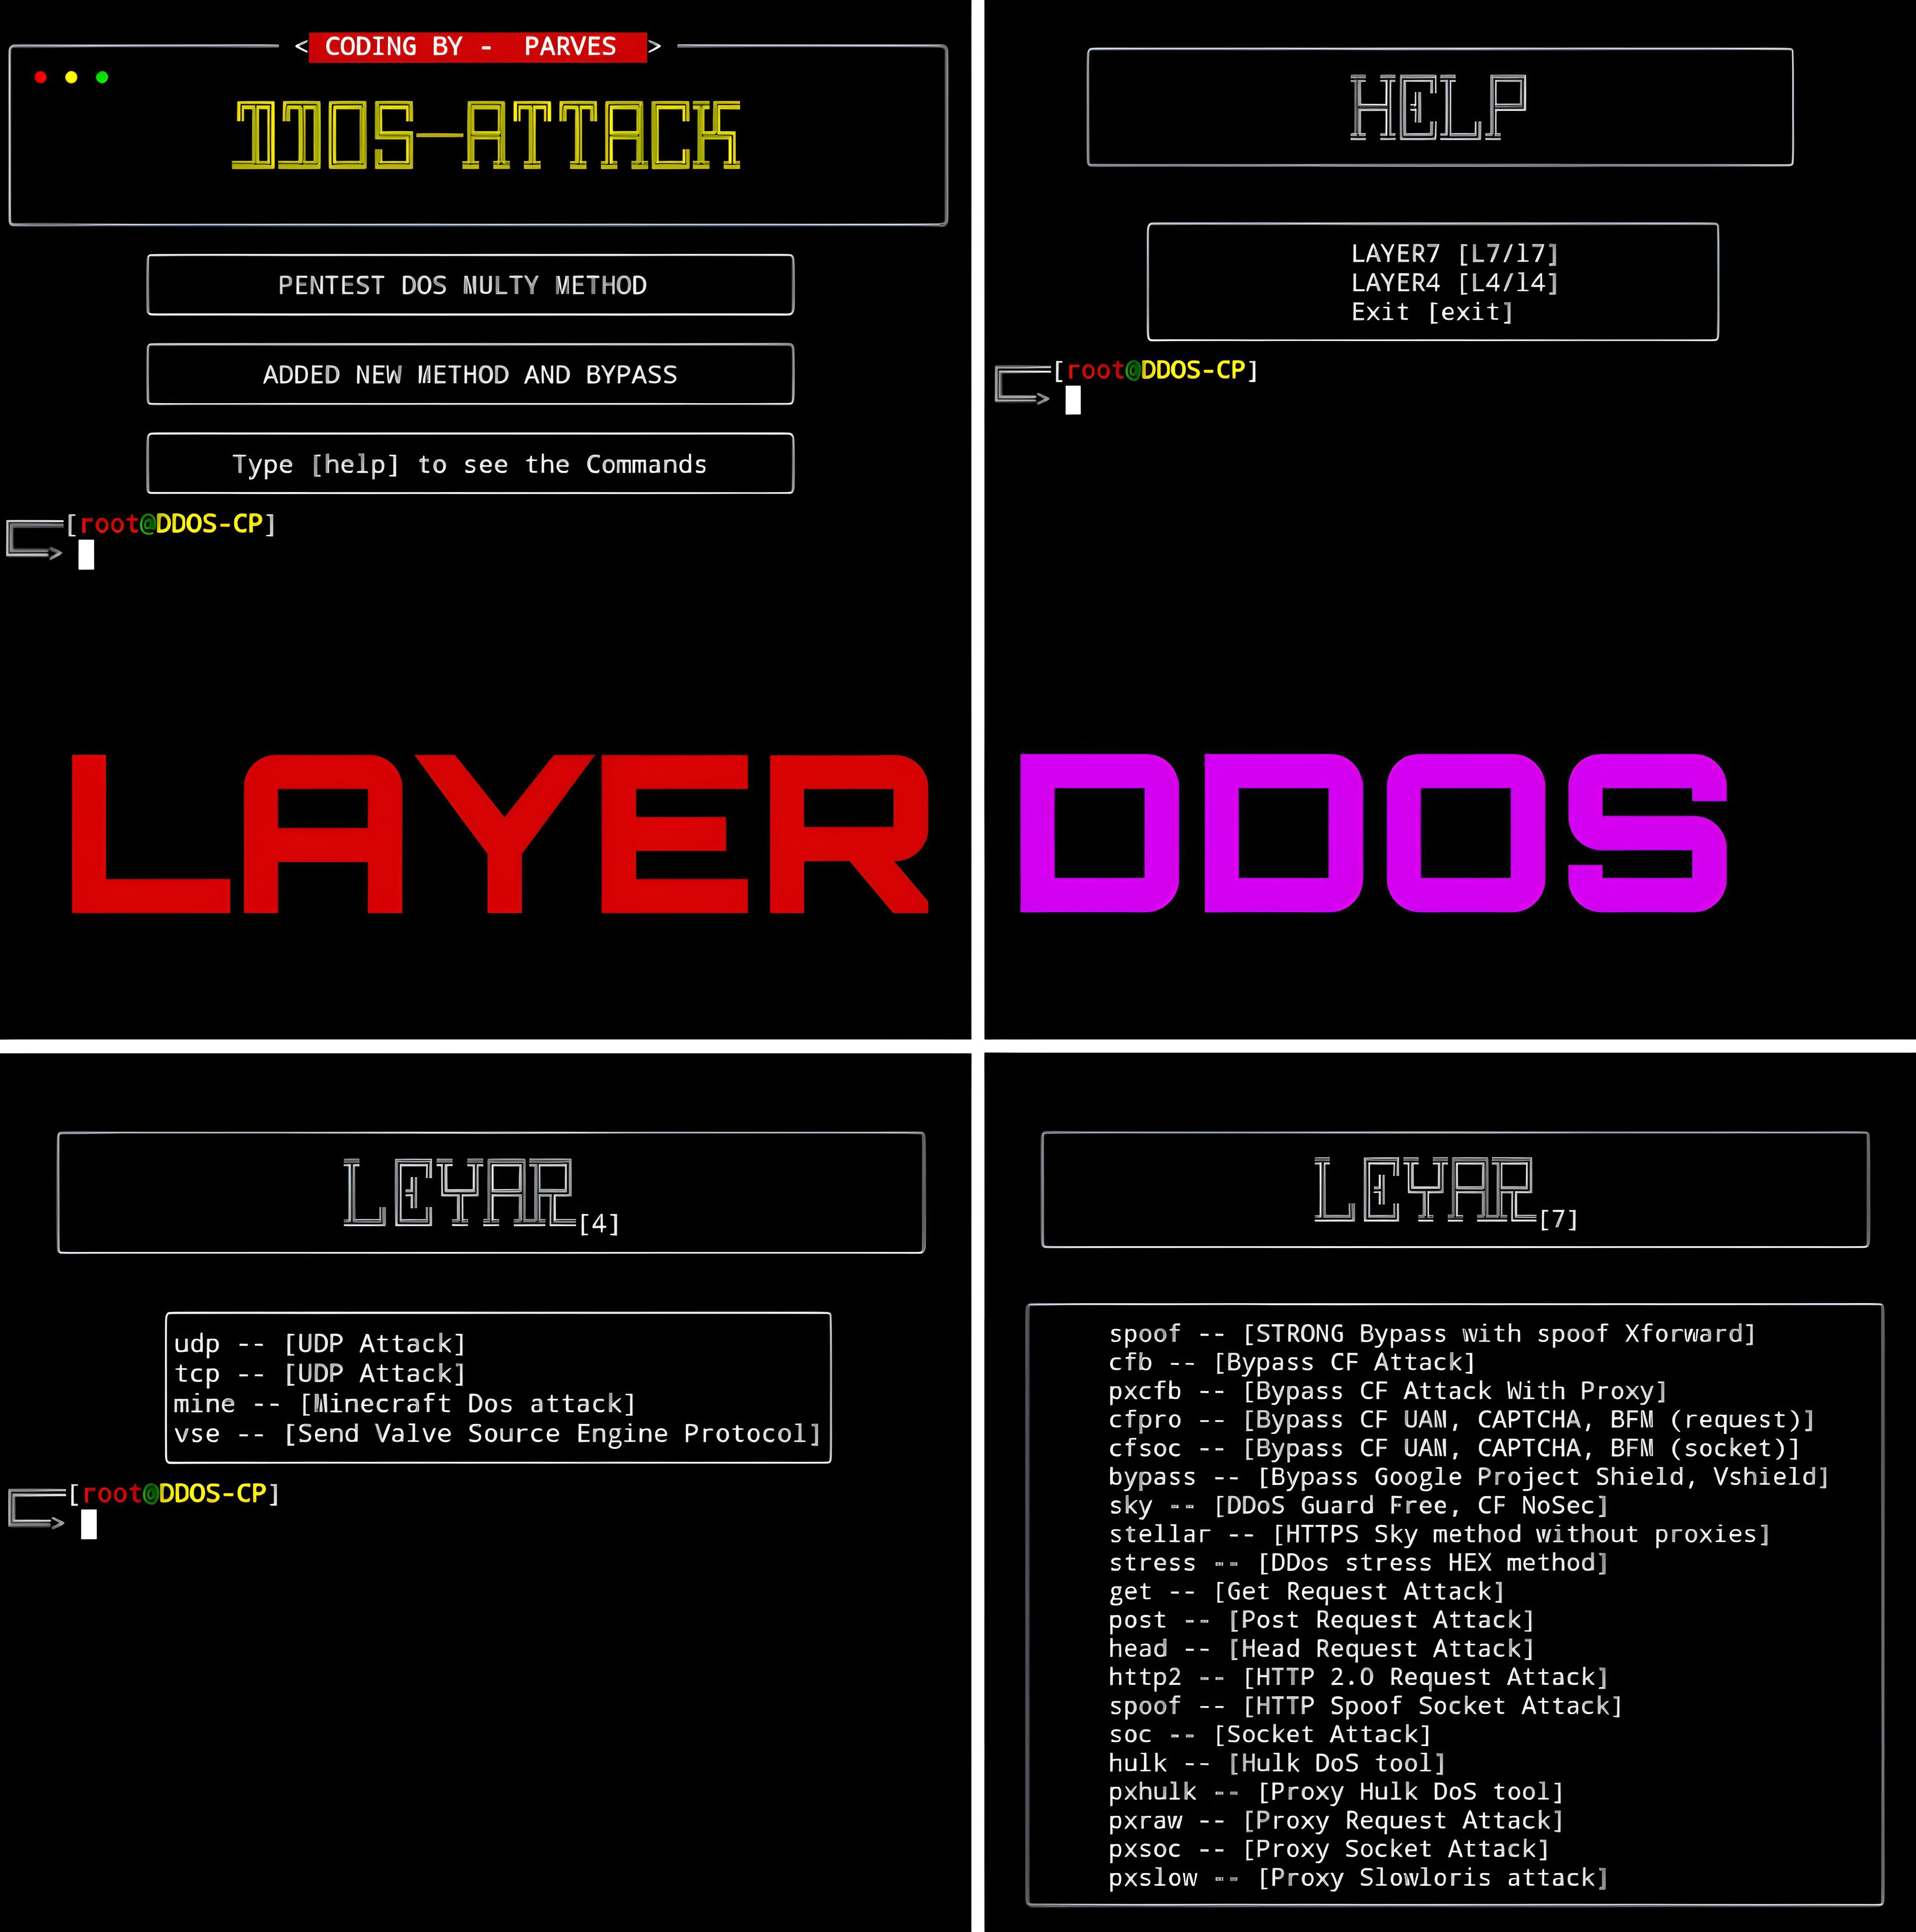 < CODING BY -  PARVES >
DDOS-ATTACK
PENTEST DOS NULTY METHOD
ADDED NEW METHOD AND BYPASS
Type [help] to see the Commands
[root@DDOS-CP]
>
LAYER
HELP
LAYER7 [L7/l7]
LAYER4 [L4/l4]
Exit [exit]
[root@DDOS-CP]
>
DDOS
LEYAR[4]
udp -- [UDP Attack]
tcp -- [UDP Attack]
mine -- [Minecraft Dos attack]
vse -- [Send Valve Source Engine Protocol]
[root@DDOS-CP]
>
LEYAR[7]
spoof -- [STRONG Bypass with spoof Xforward]
cfb -- [Bypass CF Attack]
pxcfb -- [Bypass CF Attack With Proxy]
cfpro -- [Bypass CF UAM, CAPTCHA, BFM (request)]
cfsoc -- [Bypass CF UAM, CAPTCHA, BFM (socket)]
bypass -- [Bypass Google Project Shield, Vshield]
sky -- [DDoS Guard Free, CF NoSec]
stellar -- [HTTPS Sky method without proxies]
stress -- [DDos stress HEX method]
get -- [Get Request Attack]
post -- [Post Request Attack]
head -- [Head Request Attack]
http2 -- [HTTP 2.0 Request Attack]
spoof -- [HTTP Spoof Socket Attack]
soc -- [Socket Attack]
hulk -- [Hulk DoS tool]
pxhulk -- [Proxy Hulk DoS tool]
pxraw -- [Proxy Request Attack]
pxsoc -- [Proxy Socket Attack]
pxslow -- [Proxy Slowloris attack]